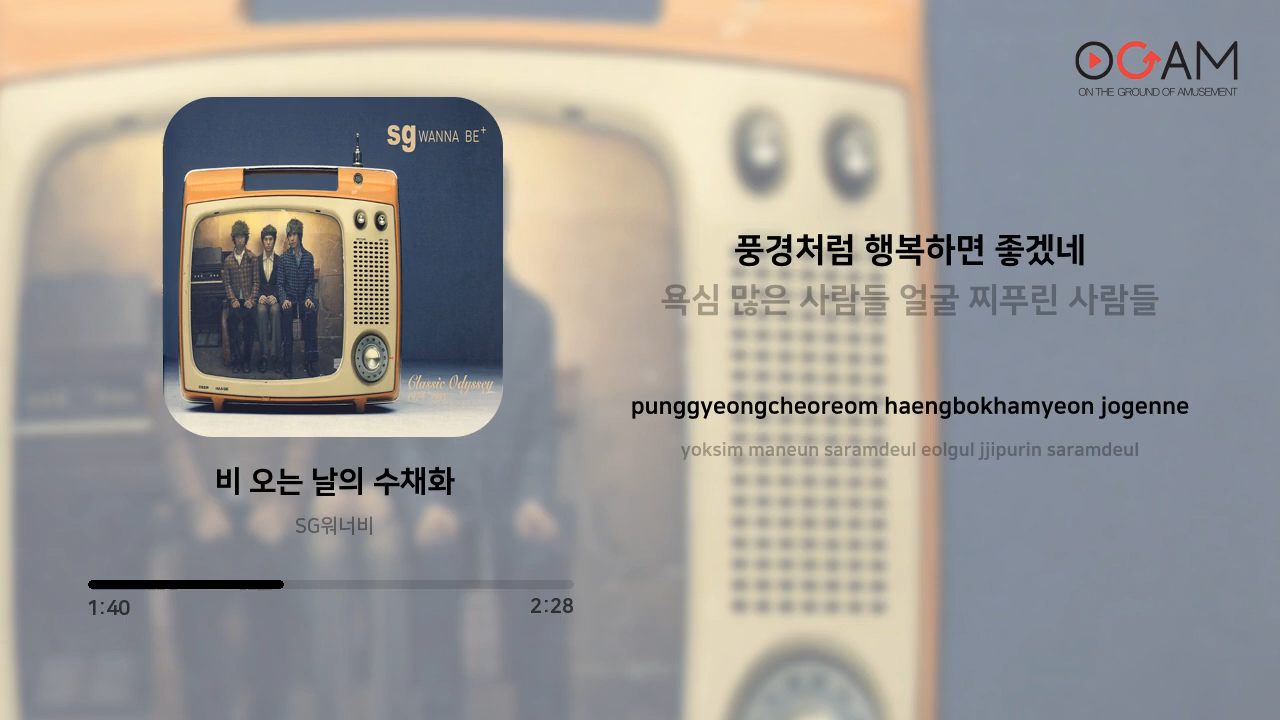 OGAM
ON THE GROUND OF AMUSEMENT
sg WANNA BE+
Classic Odyssey
비 오는 날의 수채화
SG워너비
1:40
2:28
풍경처럼 행복하면 좋겠네
욕심 많은 사람들 얼굴 찌푸린 사람들
punggyeongcheoreom haengbokhamyeon jogenne
yoksim maneun saramdeul eolgul jjipurin saramdeul